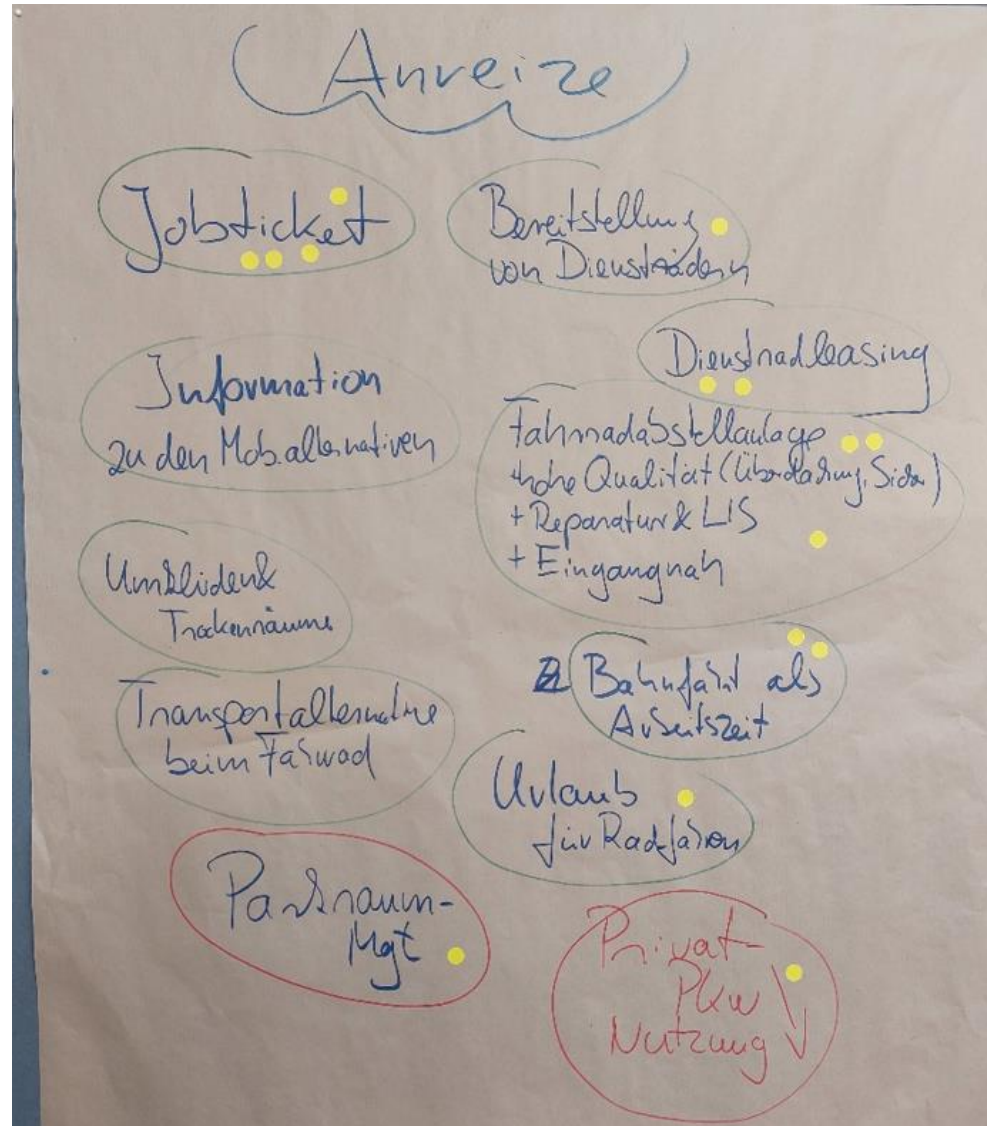 Anreize
Jobticket
Bereitstellung
von Diensträdern
Dienstradleasing
Information
zu den Mob.alternativen
Fahrradabstellanlage
+hohe Qualität (Überdachung, Sicher)
+ Reparatur & LIS
+ Eingangnah
Umkleiden &
Trockenräume
Bahnfahrt als
Arbeitszeit
Transportalternative
beim Fahrrad
Urlaub
für Radfahren
Parkraum-
Mgt
Privat-
Pkw
Nutzung